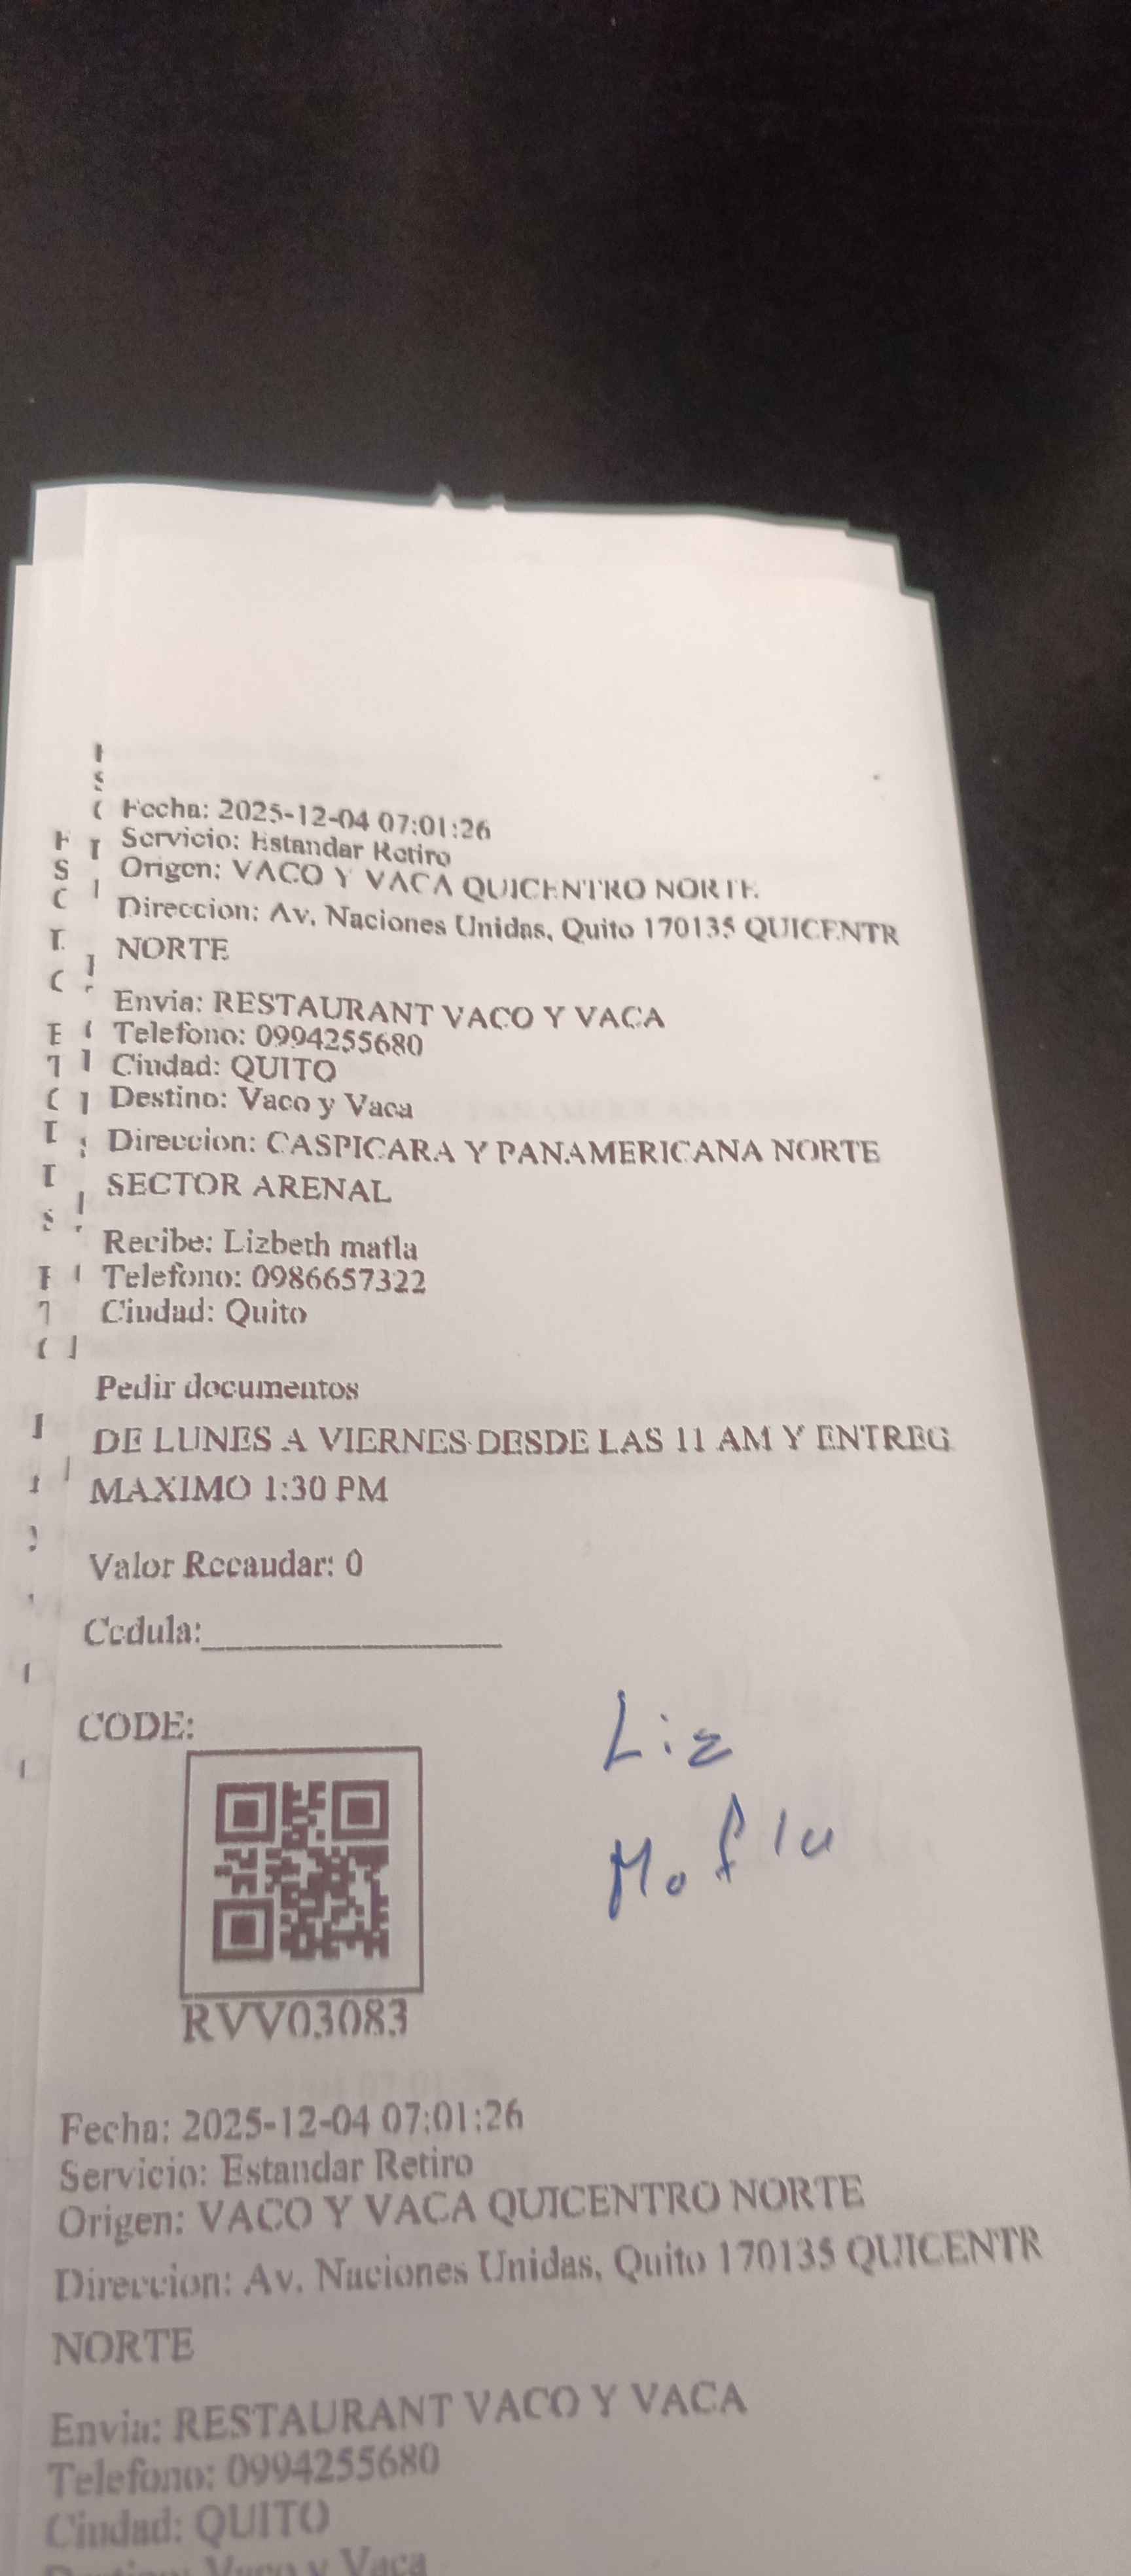 Fecha: 2025-12-04 07:01:26
Servicio: Estandar Retiro
Origen: VACO Y VACA QUICENTRO NORTE
Direccion: Av. Naciones Unidas, Quito 170135 QUICENTR
NORTE
Envia: RESTAURANT VACO Y VACA
Telefono: 0994255680
Ciudad: QUITO
Destino: Vaco y Vaca
Direccion: CASPICARA Y PANAMERICANA NORTE
SECTOR ARENAL
Recibe: Lizbeth mafla
Telefono: 0986657322
Ciudad: Quito
Pedir documentos
DE LUNES A VIERNES DESDE LAS 11 AM Y ENTREG
MAXIMO 1:30 PM
Valor Recaudar: 0
Cedula:
CODE:
Liz
Mafla
RVV03083
Fecha: 2025-12-04 07:01:26
Servicio: Estandar Retiro
Origen: VACO Y VACA QUICENTRO NORTE
Direccion: Av. Naciones Unidas, Quito 170135 QUICENTR
NORTE
Envia: RESTAURANT VACO Y VACA
Telefono: 0994255680
Ciudad: QUITO
Destino: Vaco y Vaca